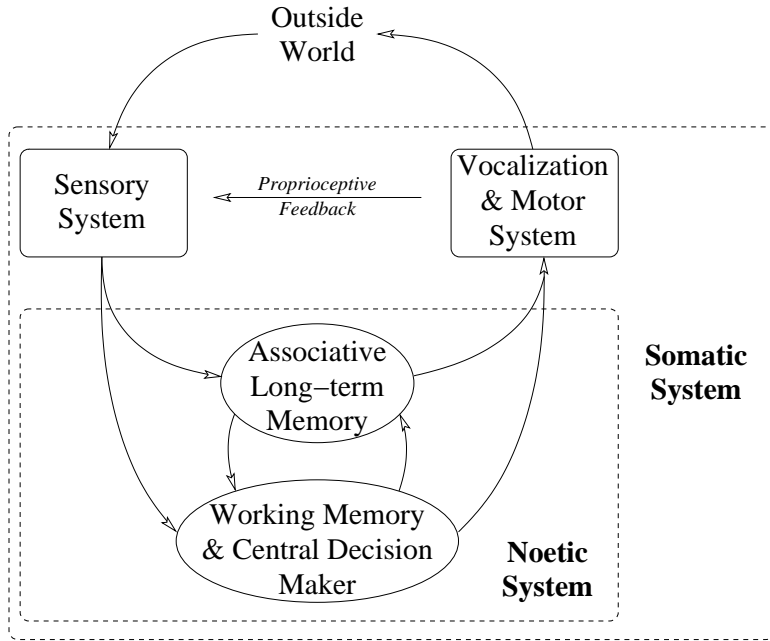 Outside
World
Sensory
System
Proprioceptive
Feedback
Vocalization
& Motor
System
Associative
Long−term
Memory
Somatic
System
Working Memory
& Central Decision
Maker
Noetic
System